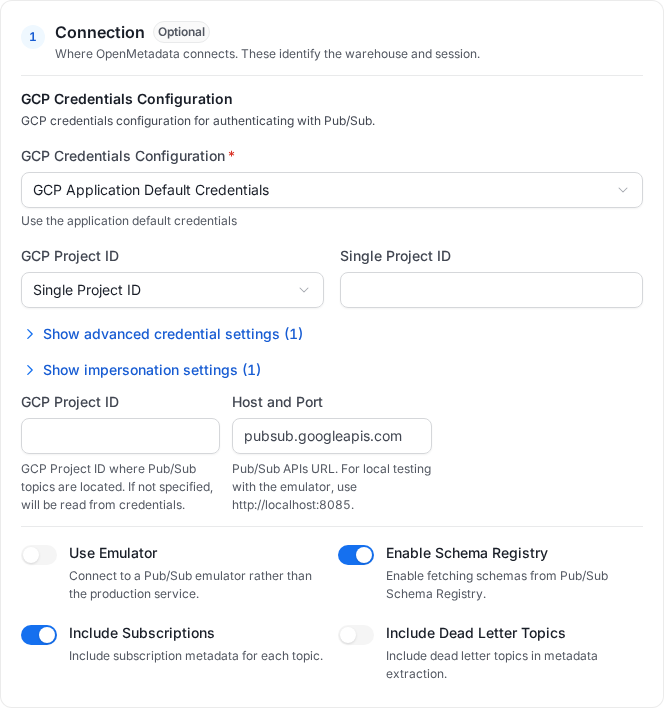 1 Connection Optional
Where OpenMetadata connects. These identify the warehouse and session.
GCP Credentials Configuration
GCP credentials configuration for authenticating with Pub/Sub.
GCP Credentials Configuration *
GCP Application Default Credentials
Use the application default credentials
GCP Project ID
Single Project ID
Single Project ID
Show advanced credential settings (1)
Show impersonation settings (1)
GCP Project ID
GCP Project ID where Pub/Sub
topics are located. If not specified,
will be read from credentials.
Host and Port
pubsub.googleapis.com
Pub/Sub APIs URL. For local testing
with the emulator, use
http://localhost:8085.
Use Emulator
Connect to a Pub/Sub emulator rather than
the production service.
Enable Schema Registry
Enable fetching schemas from Pub/Sub
Schema Registry.
Include Subscriptions
Include subscription metadata for each topic.
Include Dead Letter Topics
Include dead letter topics in metadata
extraction.